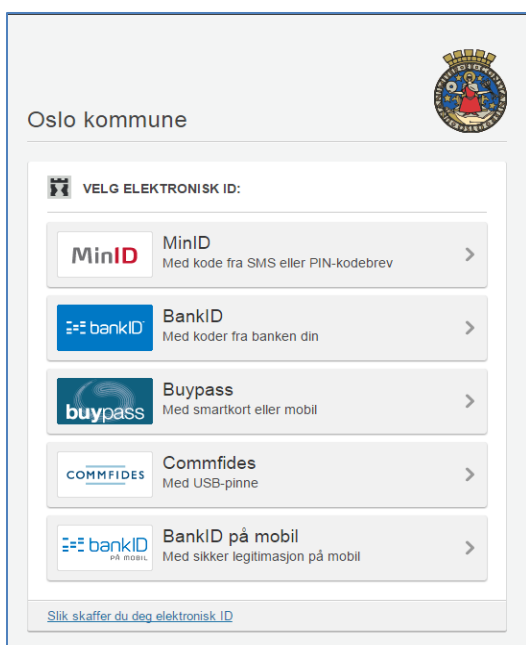 Oslo kommune
VELG ELEKTRONISK ID:
MinID
MinID
Med kode fra SMS eller PIN-kodebrev
bankID
BankID
Med koder fra banken din
buypass
Buypass
Med smartkort eller mobil
COMMFIDES
Commfides
Med USB-pinne
bankID
PÅ MOBIL
BankID på mobil
Med sikker legitimasjon på mobil
Slik skaffer du deg elektronisk ID